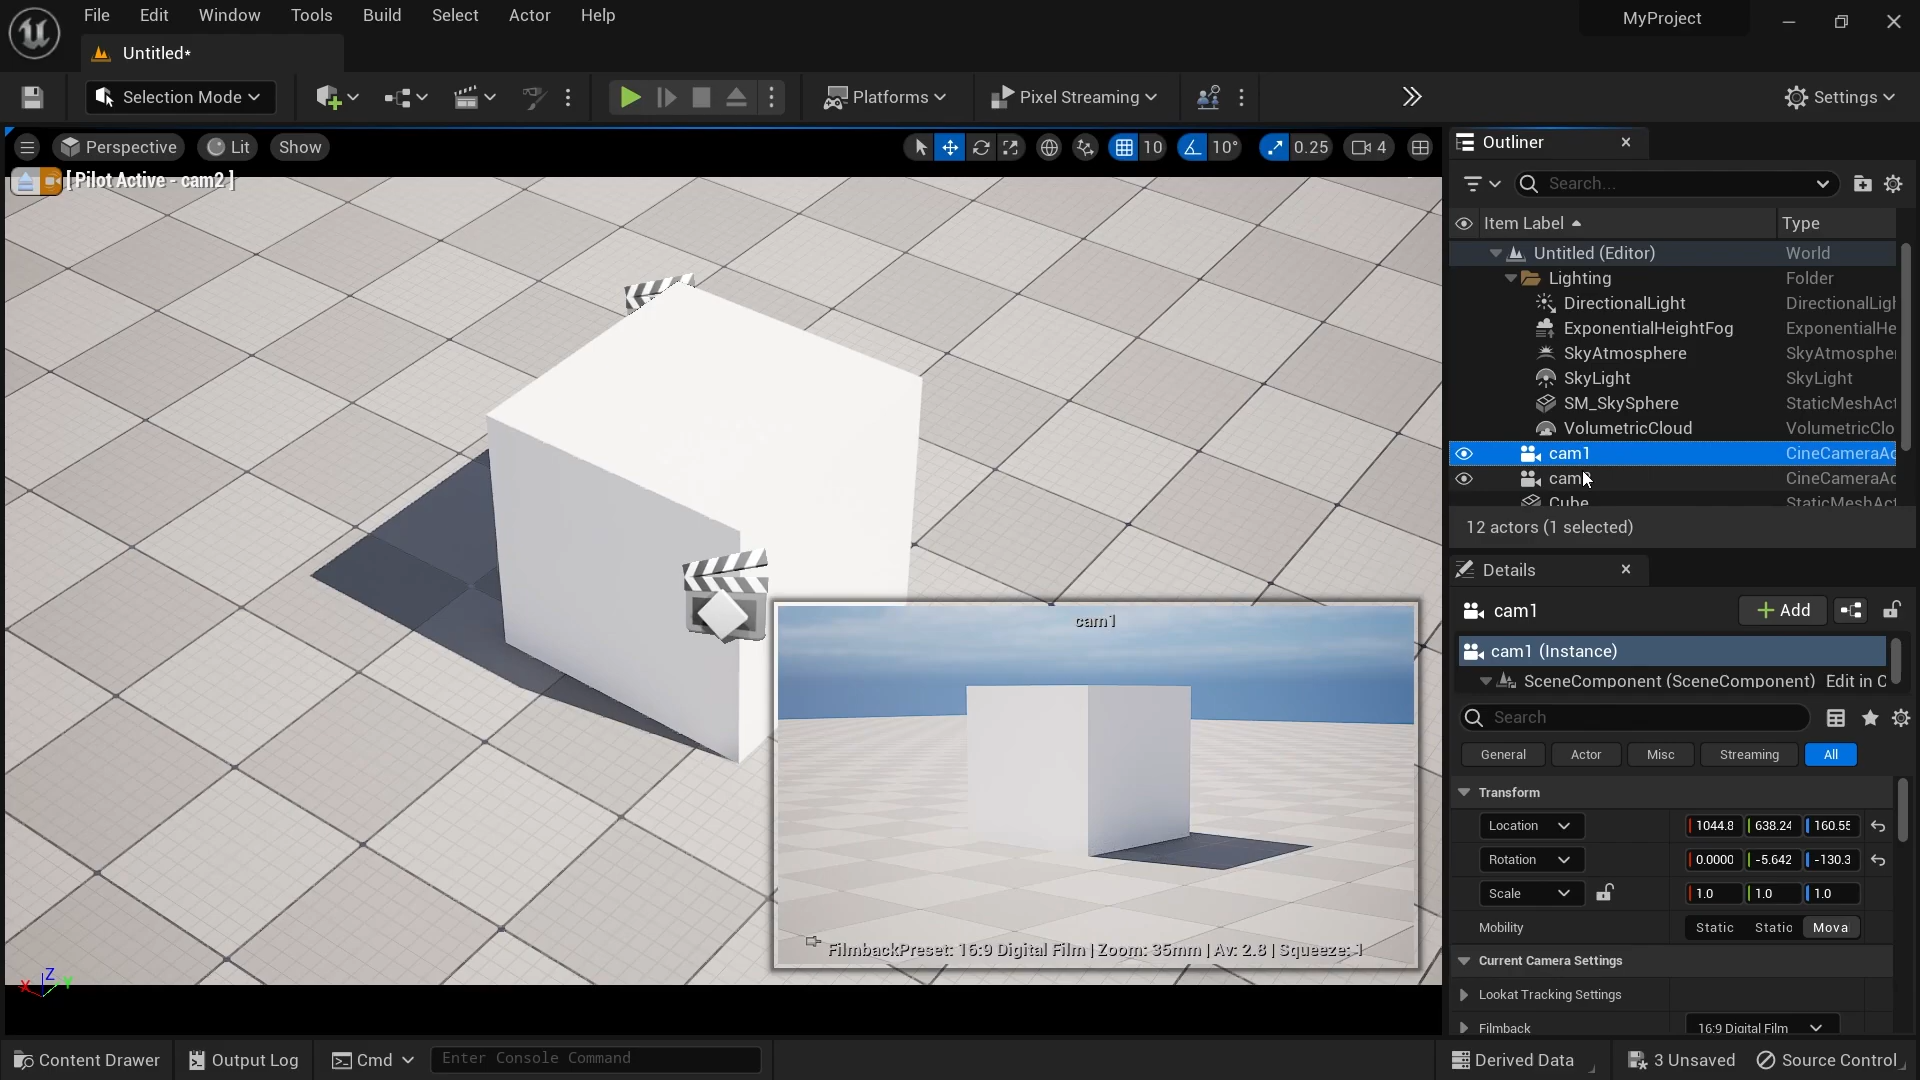 File Edit Window Tools Build Select Actor Help
MyProject
Untitled*
Selection Mode
Platforms
Pixel Streaming
Settings
Perspective
Lit
Show
10
10°
0.25
4
[ Pilot Active - cam2 ]
Outliner
Search...
Item Label
Type
Untitled (Editor) World
Lighting Folder
DirectionalLight DirectionalLigh
ExponentialHeightFog ExponentialHe
SkyAtmosphere SkyAtmospher
SkyLight SkyLight
SM_SkySphere StaticMeshAct
VolumetricCloud VolumetricClo
cam1 CineCameraAc
cam CineCameraAc
Cube StaticMeshAct
12 actors (1 selected)
Details
cam1
Add
cam1 (Instance)
SceneComponent (SceneComponent) Edit in C
Search
General Actor Misc Streaming All
Transform
Location 1044.8 638.24 160.55
Rotation 0.0000 -5.642 -130.3
Scale 1.0 1.0 1.0
Mobility Static Static Mova
Current Camera Settings
Lookat Tracking Settings
Filmback 16:9 Digital Film
cam1
FilmbackPreset: 16:9 Digital Film | Zoom: 35mm | Av: 2.8 | Squeeze: 1
Z
X
Y
Content Drawer
Output Log
Cmd
Enter Console Command
Derived Data
3 Unsaved
Source Control